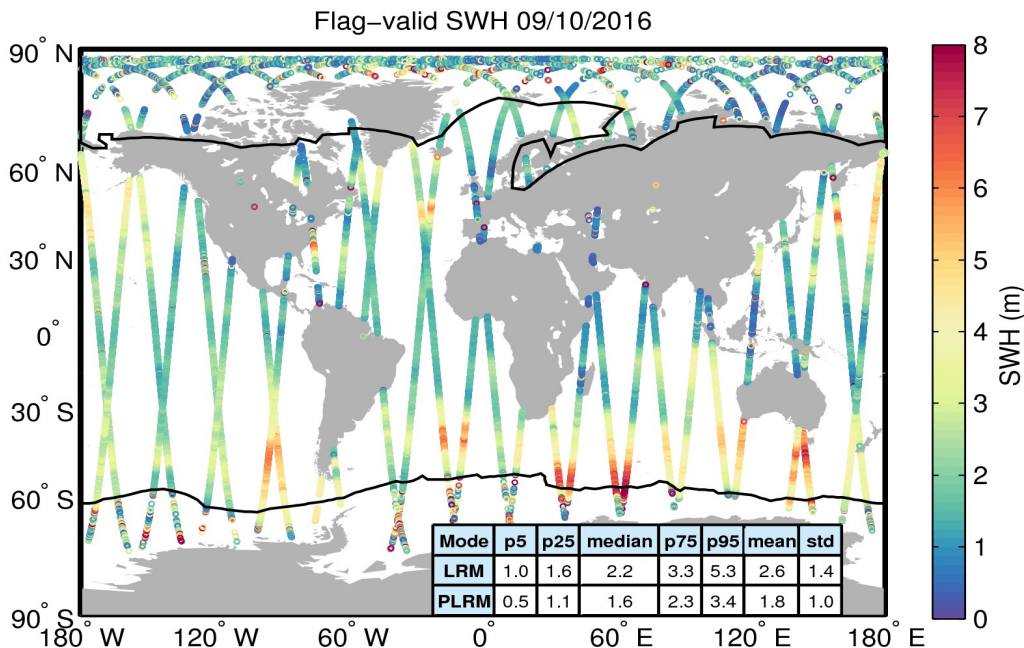 Flag−valid SWH 09/10/2016
90° N
60° N
30° N
0°
30° S
60° S
90° S
180° W
120° W
60° W
0°
60° E
120° E
180° E
8
7
6
5
4
3
2
1
0
SWH (m)
Mode p5 p25 median p75 p95 mean std
LRM 1.0 1.6 2.2 3.3 5.3 2.6 1.4
PLRM 0.5 1.1 1.6 2.3 3.4 1.8 1.0